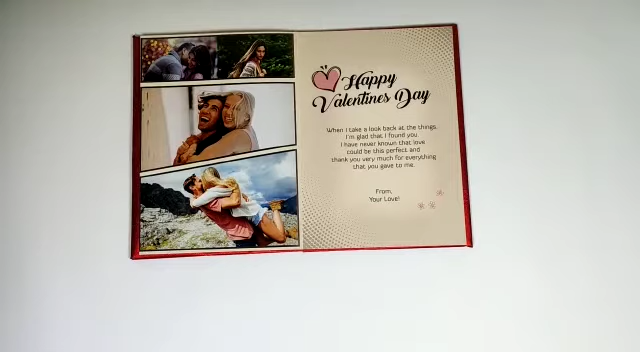 Happy
Valentines Day
When I take a look back at the things,
I'm glad that I found you.
I have never known that love
could be this perfect and
thank you very much for everything
that you gave to me.
From,
Your Love!